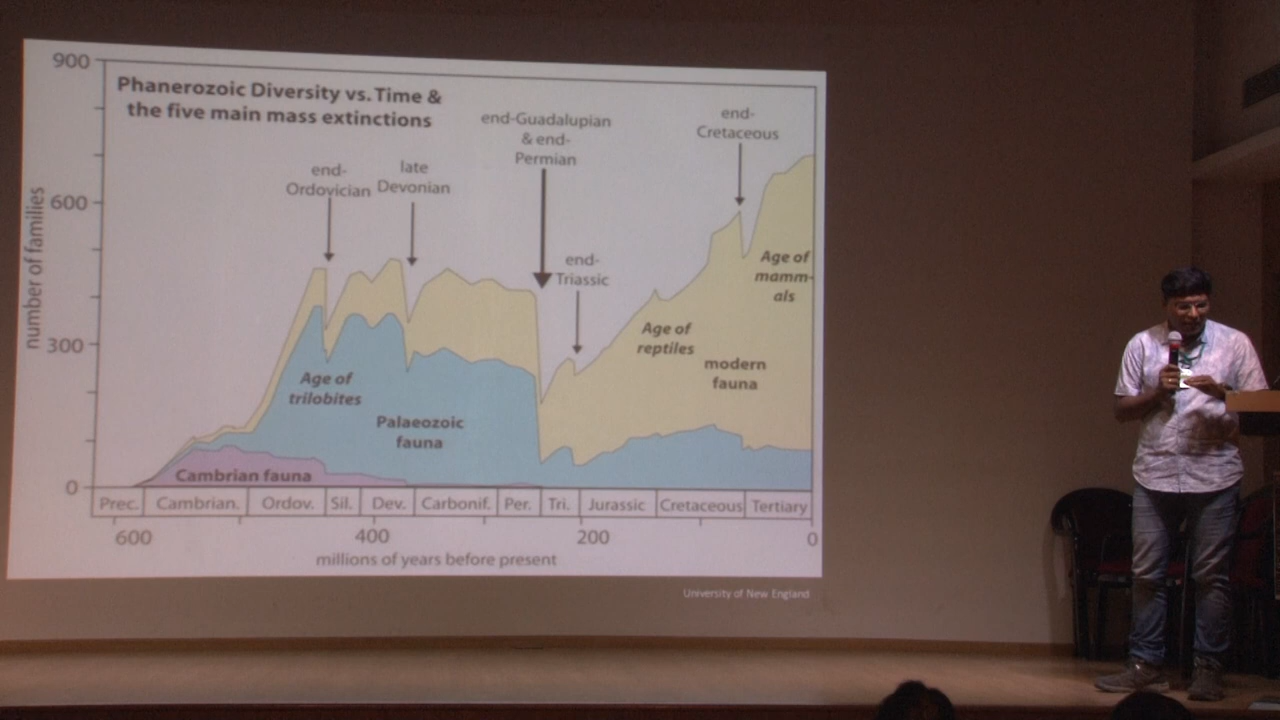 900
Phanerozoic Diversity vs. Time &
the five main mass extinctions
end-Guadalupian
& end-
Permian
end-
Cretaceous
end-
Ordovician
late
Devonian
600
number of families
end-
Triassic
Age of
mamm-
als
300
Age of
reptiles
modern
fauna
Age of
trilobites
Palaeozoic
fauna
Cambrian fauna
0
Prec. Cambrian. Ordov. Sil. Dev. Carbonif. Per. Tri. Jurassic Cretaceous Tertiary
600 400 200 0
millions of years before present
University of New England